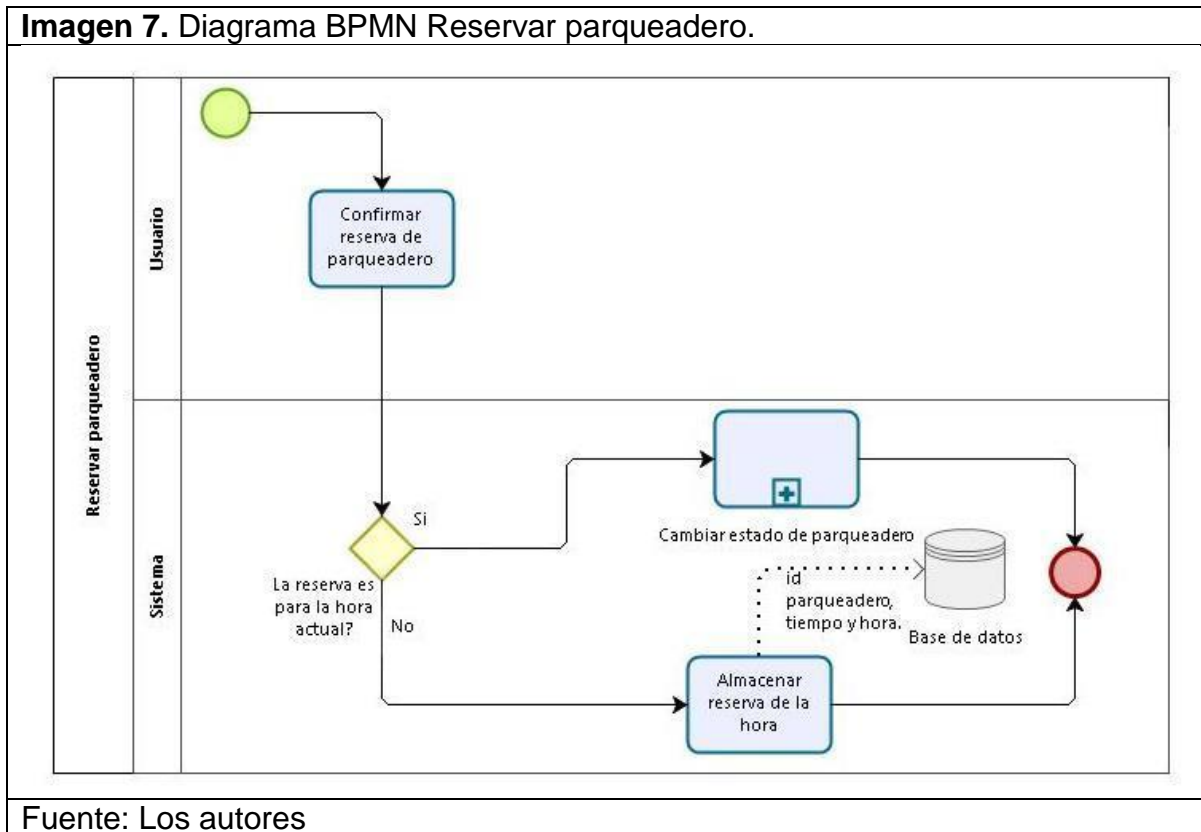 Imagen 7. Diagrama BPMN Reservar parqueadero.
Reservar parqueadero
Usuario
Confirmar
reserva de
parqueadero
Sistema
Si
La reserva es
para la hora
actual?
No
Cambiar estado de parqueadero
id
parqueadero,
tiempo y hora.
Base de datos
Almacenar
reserva de la
hora
Fuente: Los autores